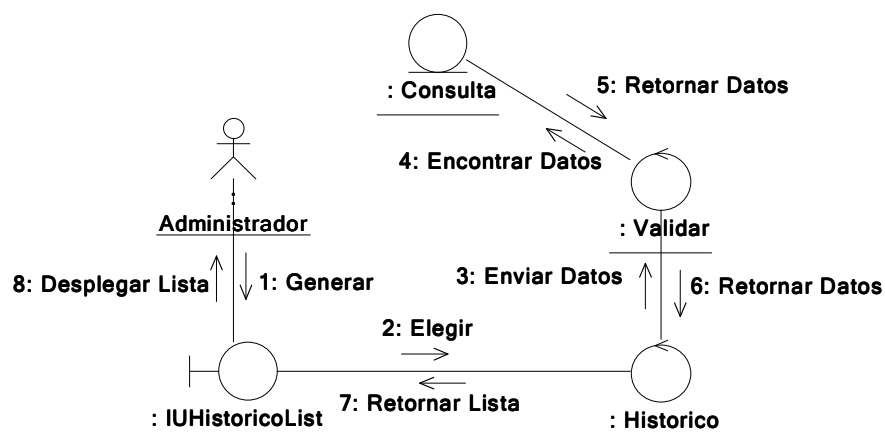 : Consulta
5: Retornar Datos
4: Encontrar Datos
:
Administrador
: Validar
8: Desplegar Lista
1: Generar
3: Enviar Datos
6: Retornar Datos
2: Elegir
7: Retornar Lista
: IUHistoricoList
: Historico